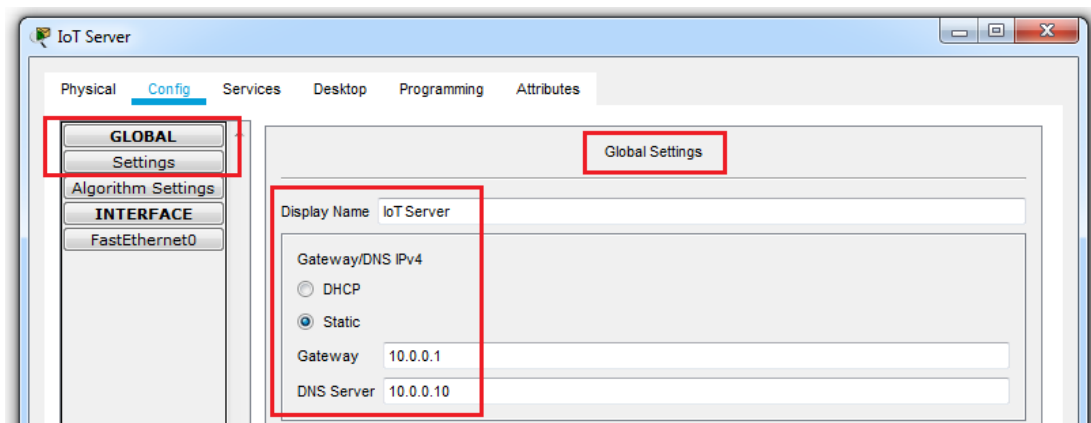 IoT Server
Physical Config Services Desktop Programming Attributes
GLOBAL
Settings
Algorithm Settings
INTERFACE
FastEthernet0
Global Settings
Display Name IoT Server
Gateway/DNS IPv4
DHCP
Static
Gateway 10.0.0.1
DNS Server 10.0.0.10